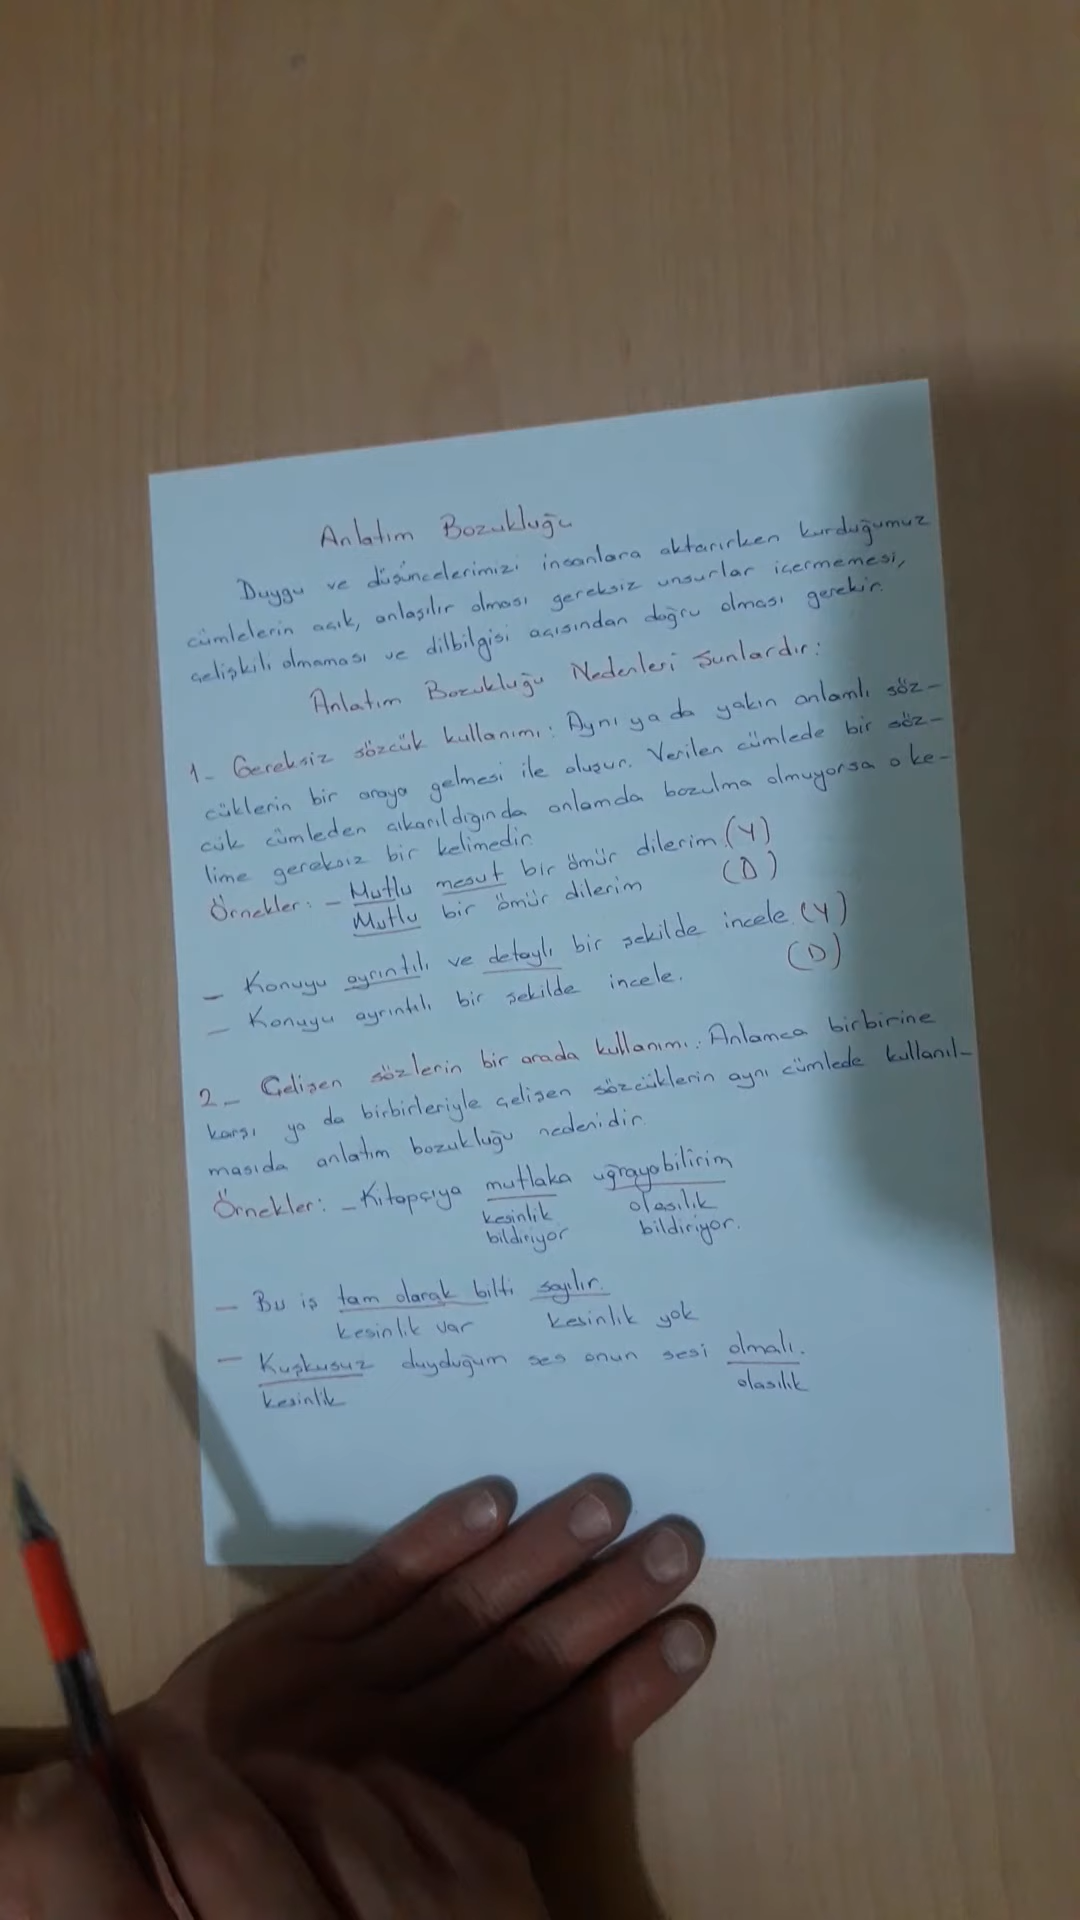 Anlatım Bozukluğu
Duygu ve düşüncelerimizi insanlara aktarırken kurduğumuz
cümlelerin açık, anlaşılır olması gereksiz unsurlar içermemesi,
çelişkili olmaması ve dilbilgisi açısından doğru olması gerekir.
Anlatım Bozukluğu Nedenleri Şunlardır:
1- Gereksiz sözcük kullanımı: Aynı ya da yakın anlamlı söz-
cüklerin bir araya gelmesi ile oluşur. Verilen cümlede bir söz-
cük cümleden çıkarıldığında anlamda bozulma olmuyorsa o ke-
lime gereksiz bir kelimedir.
Örnekler: - Mutlu mesut bir ömür dilerim. (Y)
Mutlu bir ömür dilerim (D)
- Konuyu ayrıntılı ve detaylı bir şekilde incele. (Y)
- Konuyu ayrıntılı bir şekilde incele. (D)
2- Çelişen sözlerin bir arada kullanımı: Anlamca birbirine
karşı ya da birbirleriyle çelişen sözcüklerin aynı cümlede kullanıl-
masıda anlatım bozukluğu nedenidir.
Örnekler: - Kitapçıya mutlaka uğrayabilirim
kesinlik olasılık
bildiriyor bildiriyor.
- Bu iş tam olarak bitti sayılır.
kesinlik var kesinlik yok
- Kuşkusuz duyduğum ses onun sesi olmalı.
kesinlik olasılık